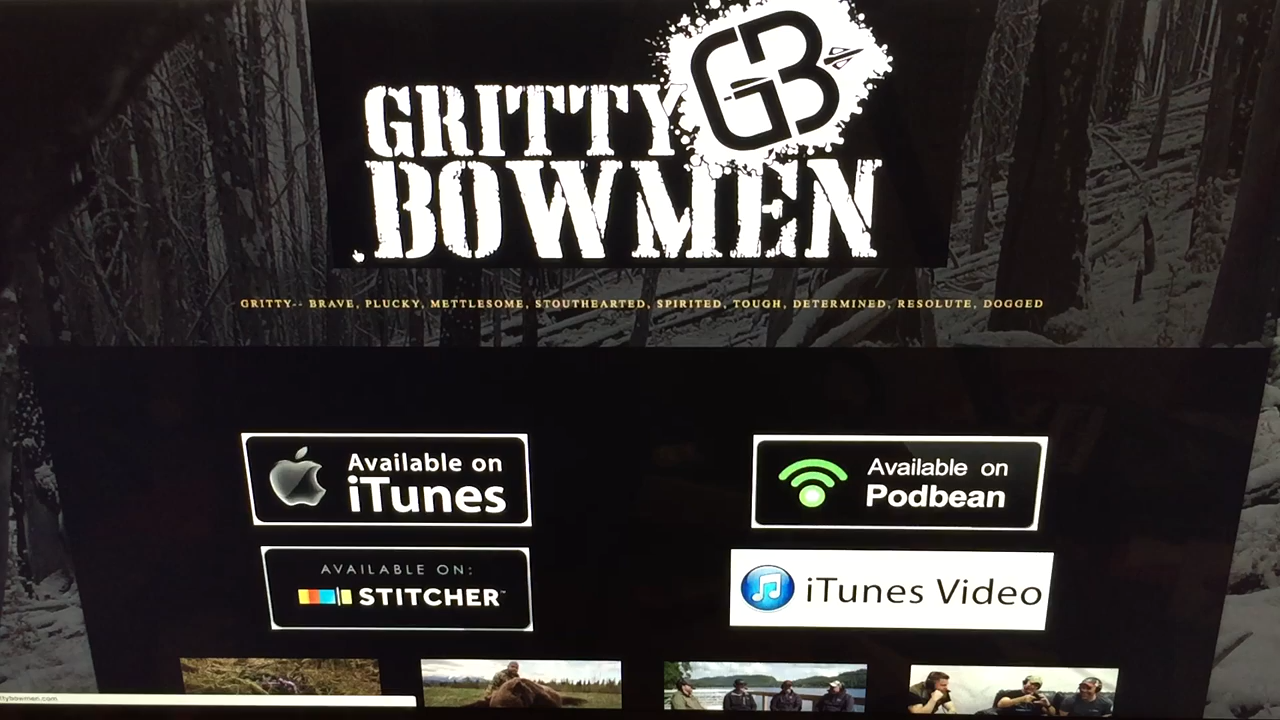 GB
GRITTY
BOWMEN
GRITTY-- BRAVE, PLUCKY, METTLESOME, STOUTHEARTED, SPIRITED, TOUGH, DETERMINED, RESOLUTE, DOGGED
Available on
iTunes
Available on
Podbean
AVAILABLE ON:
STITCHER™
iTunes Video